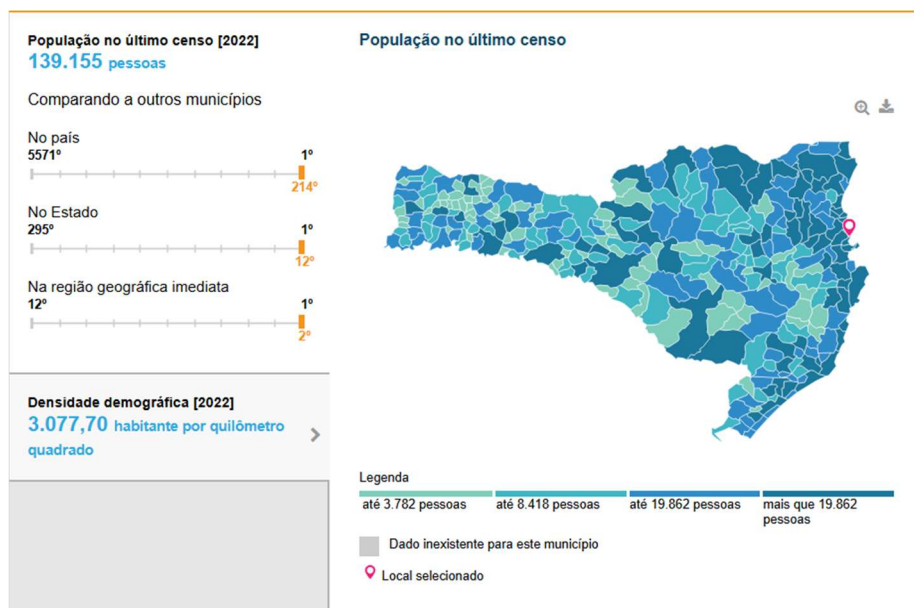 População no último censo [2022]
139.155 pessoas
Comparando a outros municípios
No país
5571º 1º
214º
No Estado
295º 1º
12º
Na região geográfica imediata
12º 1º
2º
Densidade demográfica [2022]
3.077,70 habitante por quilômetro
quadrado
População no último censo
Legenda
até 3.782 pessoas
até 8.418 pessoas
até 19.862 pessoas
mais que 19.862
pessoas
Dado inexistente para este município
Local selecionado